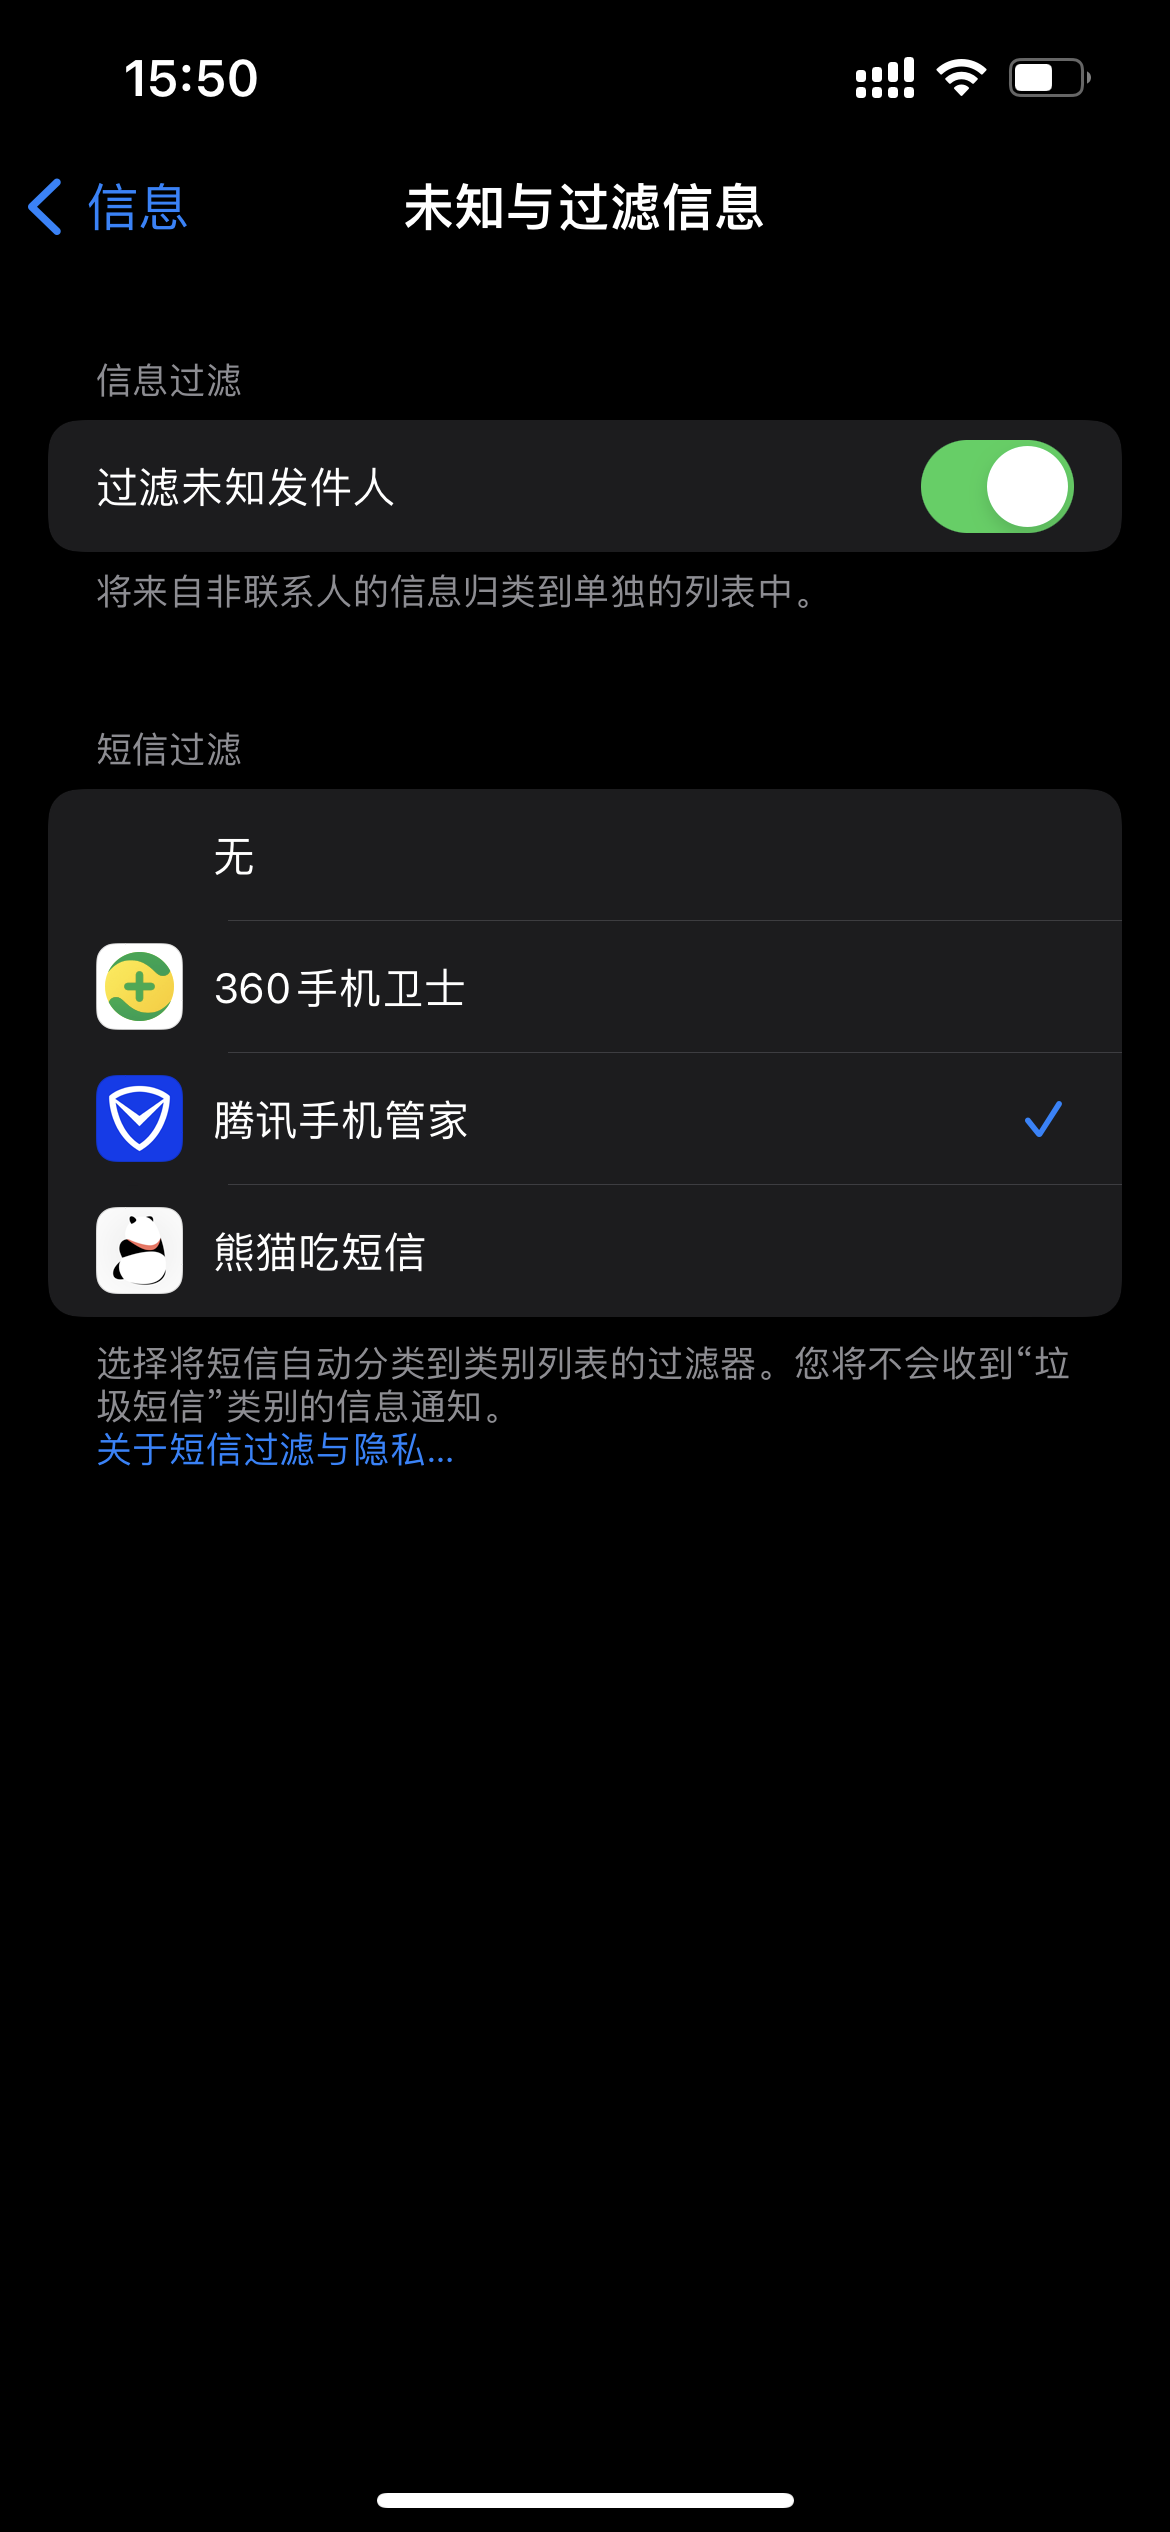 15:50
信息
未知与过滤信息
信息过滤
过滤未知发件人
将来自非联系人的信息归类到单独的列表中。
短信过滤
无
360手机卫士
腾讯手机管家
熊猫吃短信
选择将短信自动分类到类别列表的过滤器。您将不会收到“垃
圾短信”类别的信息通知。
关于短信过滤与隐私...